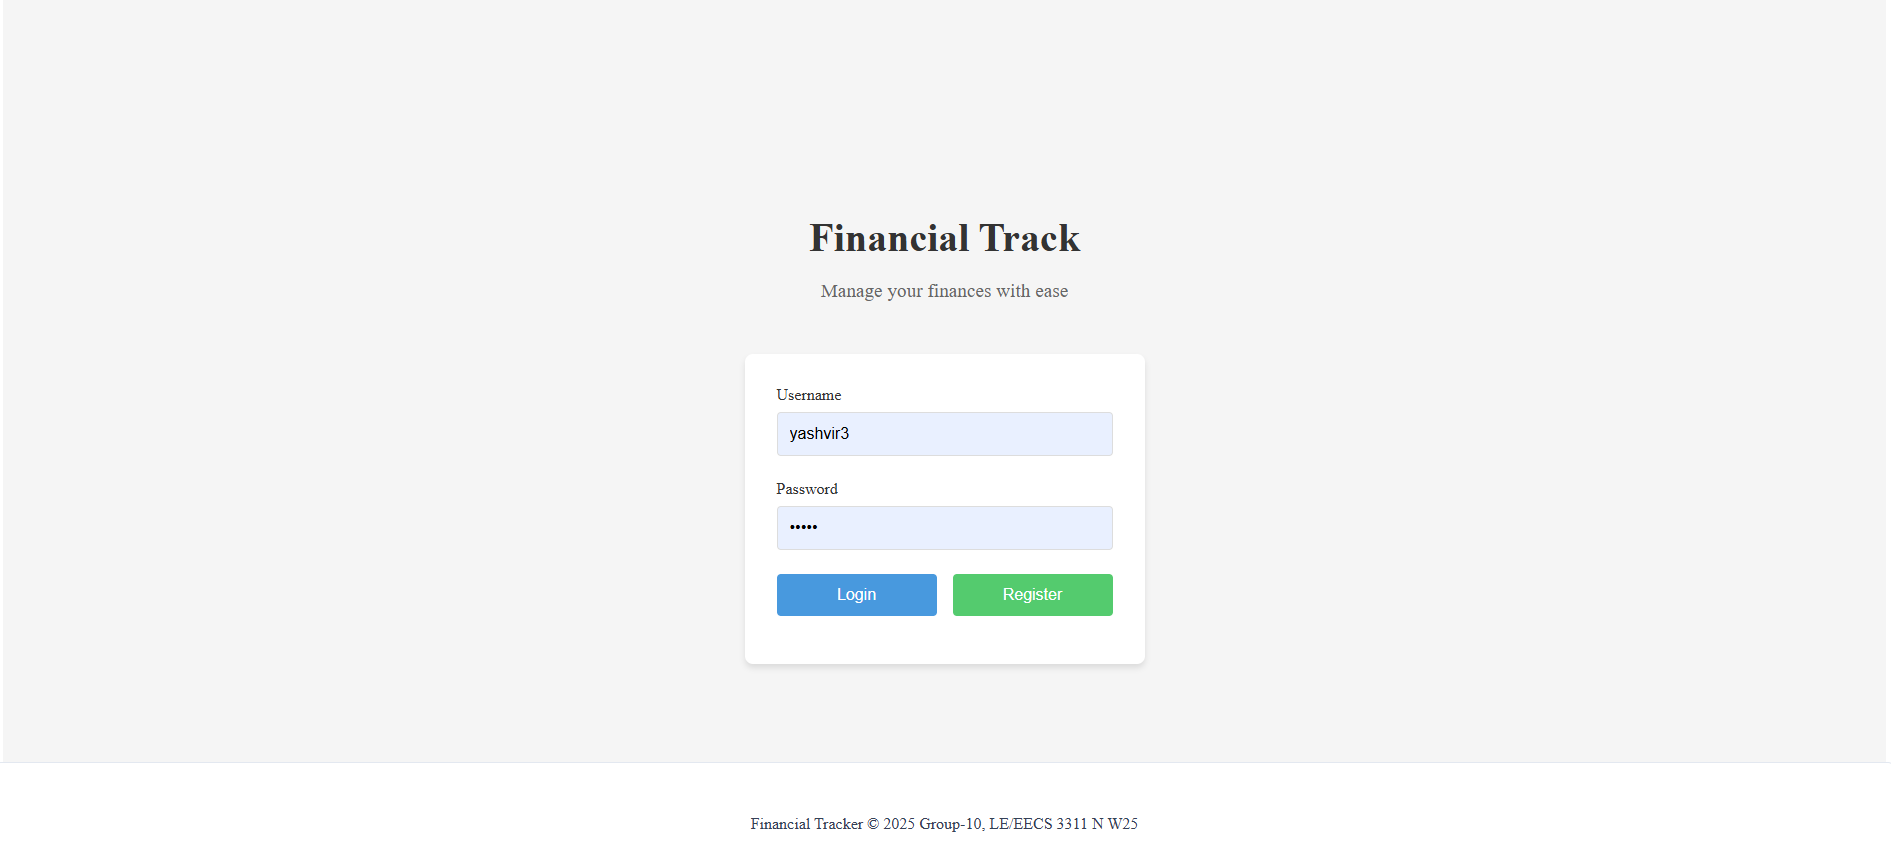 Financial Track
Manage your finances with ease
Username
yashvir3
Password
•••••
Login Register
Financial Tracker © 2025 Group-10, LE/EECS 3311 N W25